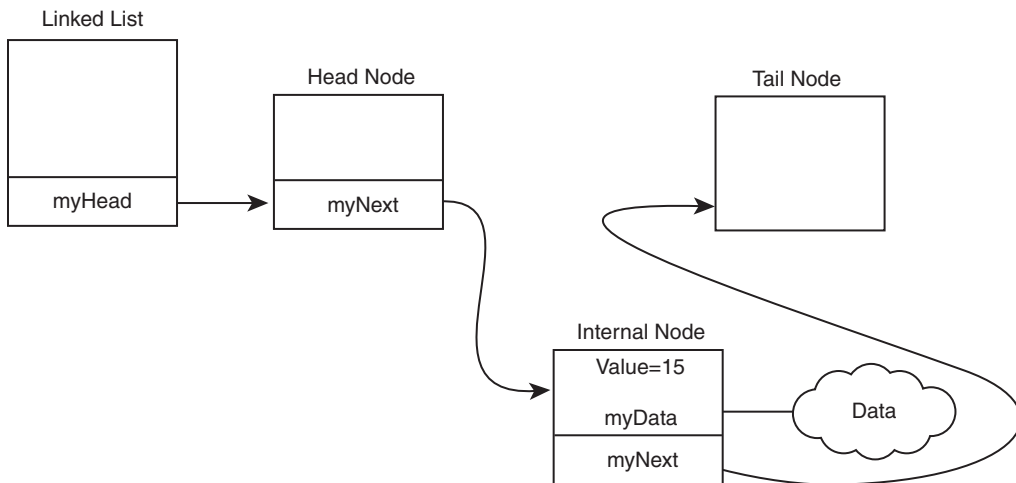 Linked List
Head Node
Tail Node
myHead
myNext
Internal Node
Value=15
myData
Data
myNext